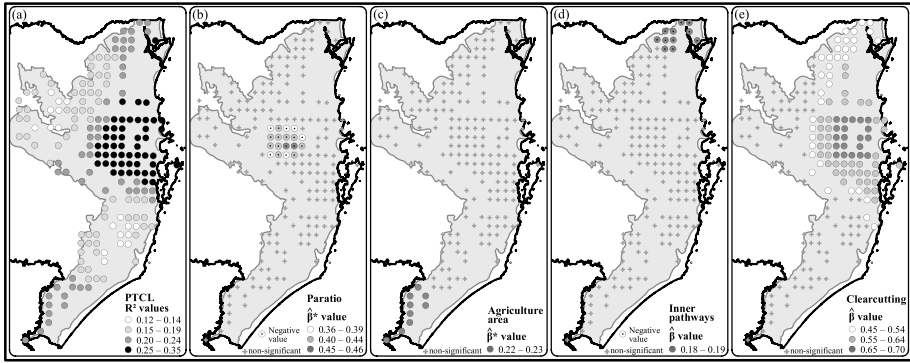 (a)
PTCL
R² values
0.12 – 0.14
0.15 – 0.19
0.20 – 0.24
0.25 – 0.35
(b)
Paratio
β̂* value
Negative value
0.36 – 0.39
0.40 – 0.44
+non-significant
0.45 – 0.46
(c)
Agriculture
area
β̂* value
+non-significant
0.22 – 0.23
(d)
Inner
pathways
β̂ value
Negative value
+non-significant
0.18 – 0.19
(e)
Clearcutting
β̂ value
0.45 – 0.54
0.55 – 0.64
+non-significant
0.65 – 0.70